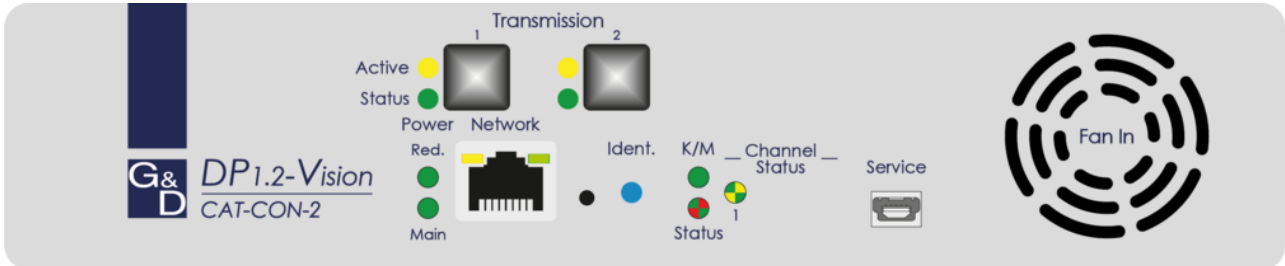 Transmission
1 2
Active
Status
Power Network
Red.
Main
Ident.
K/M
Status
Channel
Status
1
Service
Fan In
G&D
DP1.2-Vision
CAT-CON-2